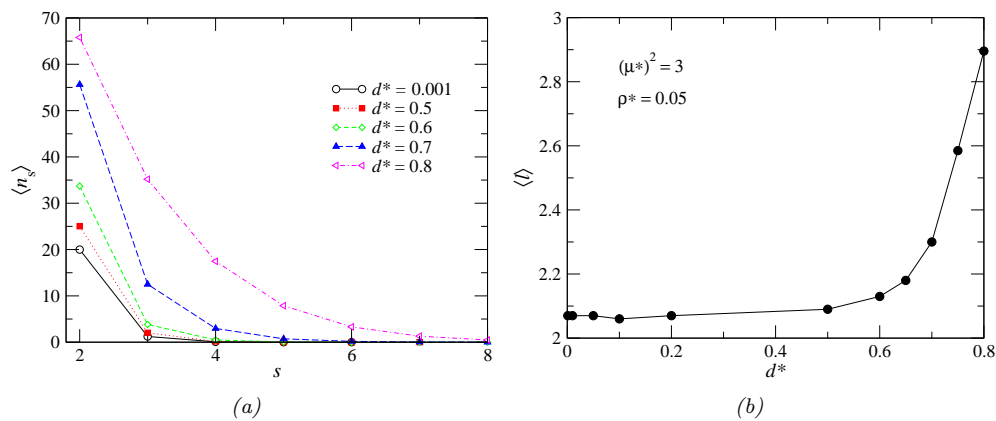 70
60
50
40
30
20
10
0
⟨n_s⟩
2
4
6
8
s
d* = 0.001
d* = 0.5
d* = 0.6
d* = 0.7
d* = 0.8
(a)
3
2.8
2.6
2.4
2.2
2
⟨l⟩
(μ*)² = 3
ρ* = 0.05
0
0.2
0.4
0.6
0.8
d*
(b)